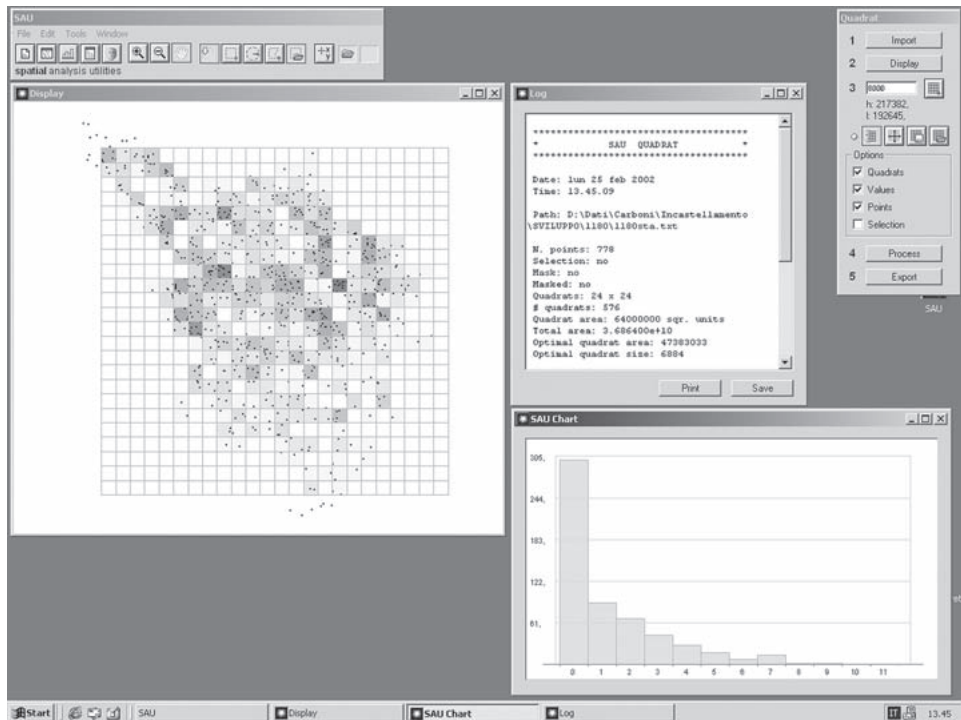 SAU
File Edit Tools Window
spatial analysis utilities
Display
Log
*************************************
* SAU QUADRAT *
*************************************
Date: lun 25 feb 2002
Time: 13.45.09
Path: D:\Dati\Carboni\Incastellamento
\SVILUPPO\1180\1180sta.txt
N. points: 778
Selection: no
Mask: no
Masked: no
Quadrats: 24 x 24
# quadrats: 576
Quadrat area: 64000000 sqr. units
Total area: 3.686400e+10
Optimal quadrat area: 47383033
Optimal quadrat size: 6884
Print Save
Quadrat
1 Import
2 Display
3 8000
h: 217382,
l: 192645,
Options
Quadrats
Values
Points
Selection
4 Process
5 Export
SAU
SAU Chart
305,
244,
183,
122,
61,
0 1 2 3 4 5 6 7 8 9 10 11
Start SAU Display SAU Chart Log IT 13.45